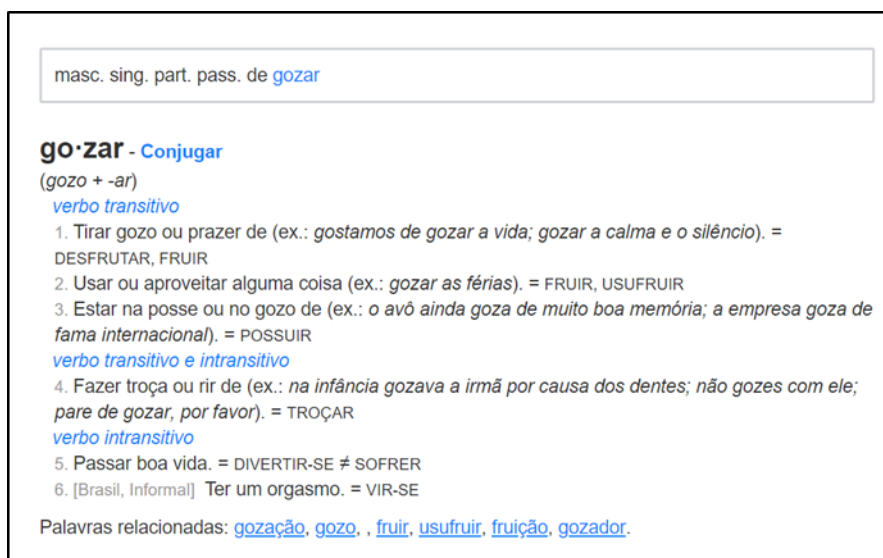 masc. sing. part. pass. de gozar
go·zar - Conjugar
(gozo + -ar)
verbo transitivo
1. Tirar gozo ou prazer de (ex.: gostamos de gozar a vida; gozar a calma e o silêncio). =
DESFRUTAR, FRUIR
2. Usar ou aproveitar alguma coisa (ex.: gozar as férias). = FRUIR, USUFRUIR
3. Estar na posse ou no gozo de (ex.: o avô ainda goza de muito boa memória; a empresa goza de
fama internacional). = POSSUIR
verbo transitivo e intransitivo
4. Fazer troça ou rir de (ex.: na infância gozava a irmã por causa dos dentes; não gozes com ele;
pare de gozar, por favor). = TROÇAR
verbo intransitivo
5. Passar boa vida. = DIVERTIR-SE ≠ SOFRER
6. [Brasil, Informal] Ter um orgasmo. = VIR-SE
Palavras relacionadas: gozação, gozo, , fruir, usufruir, fruição, gozador.